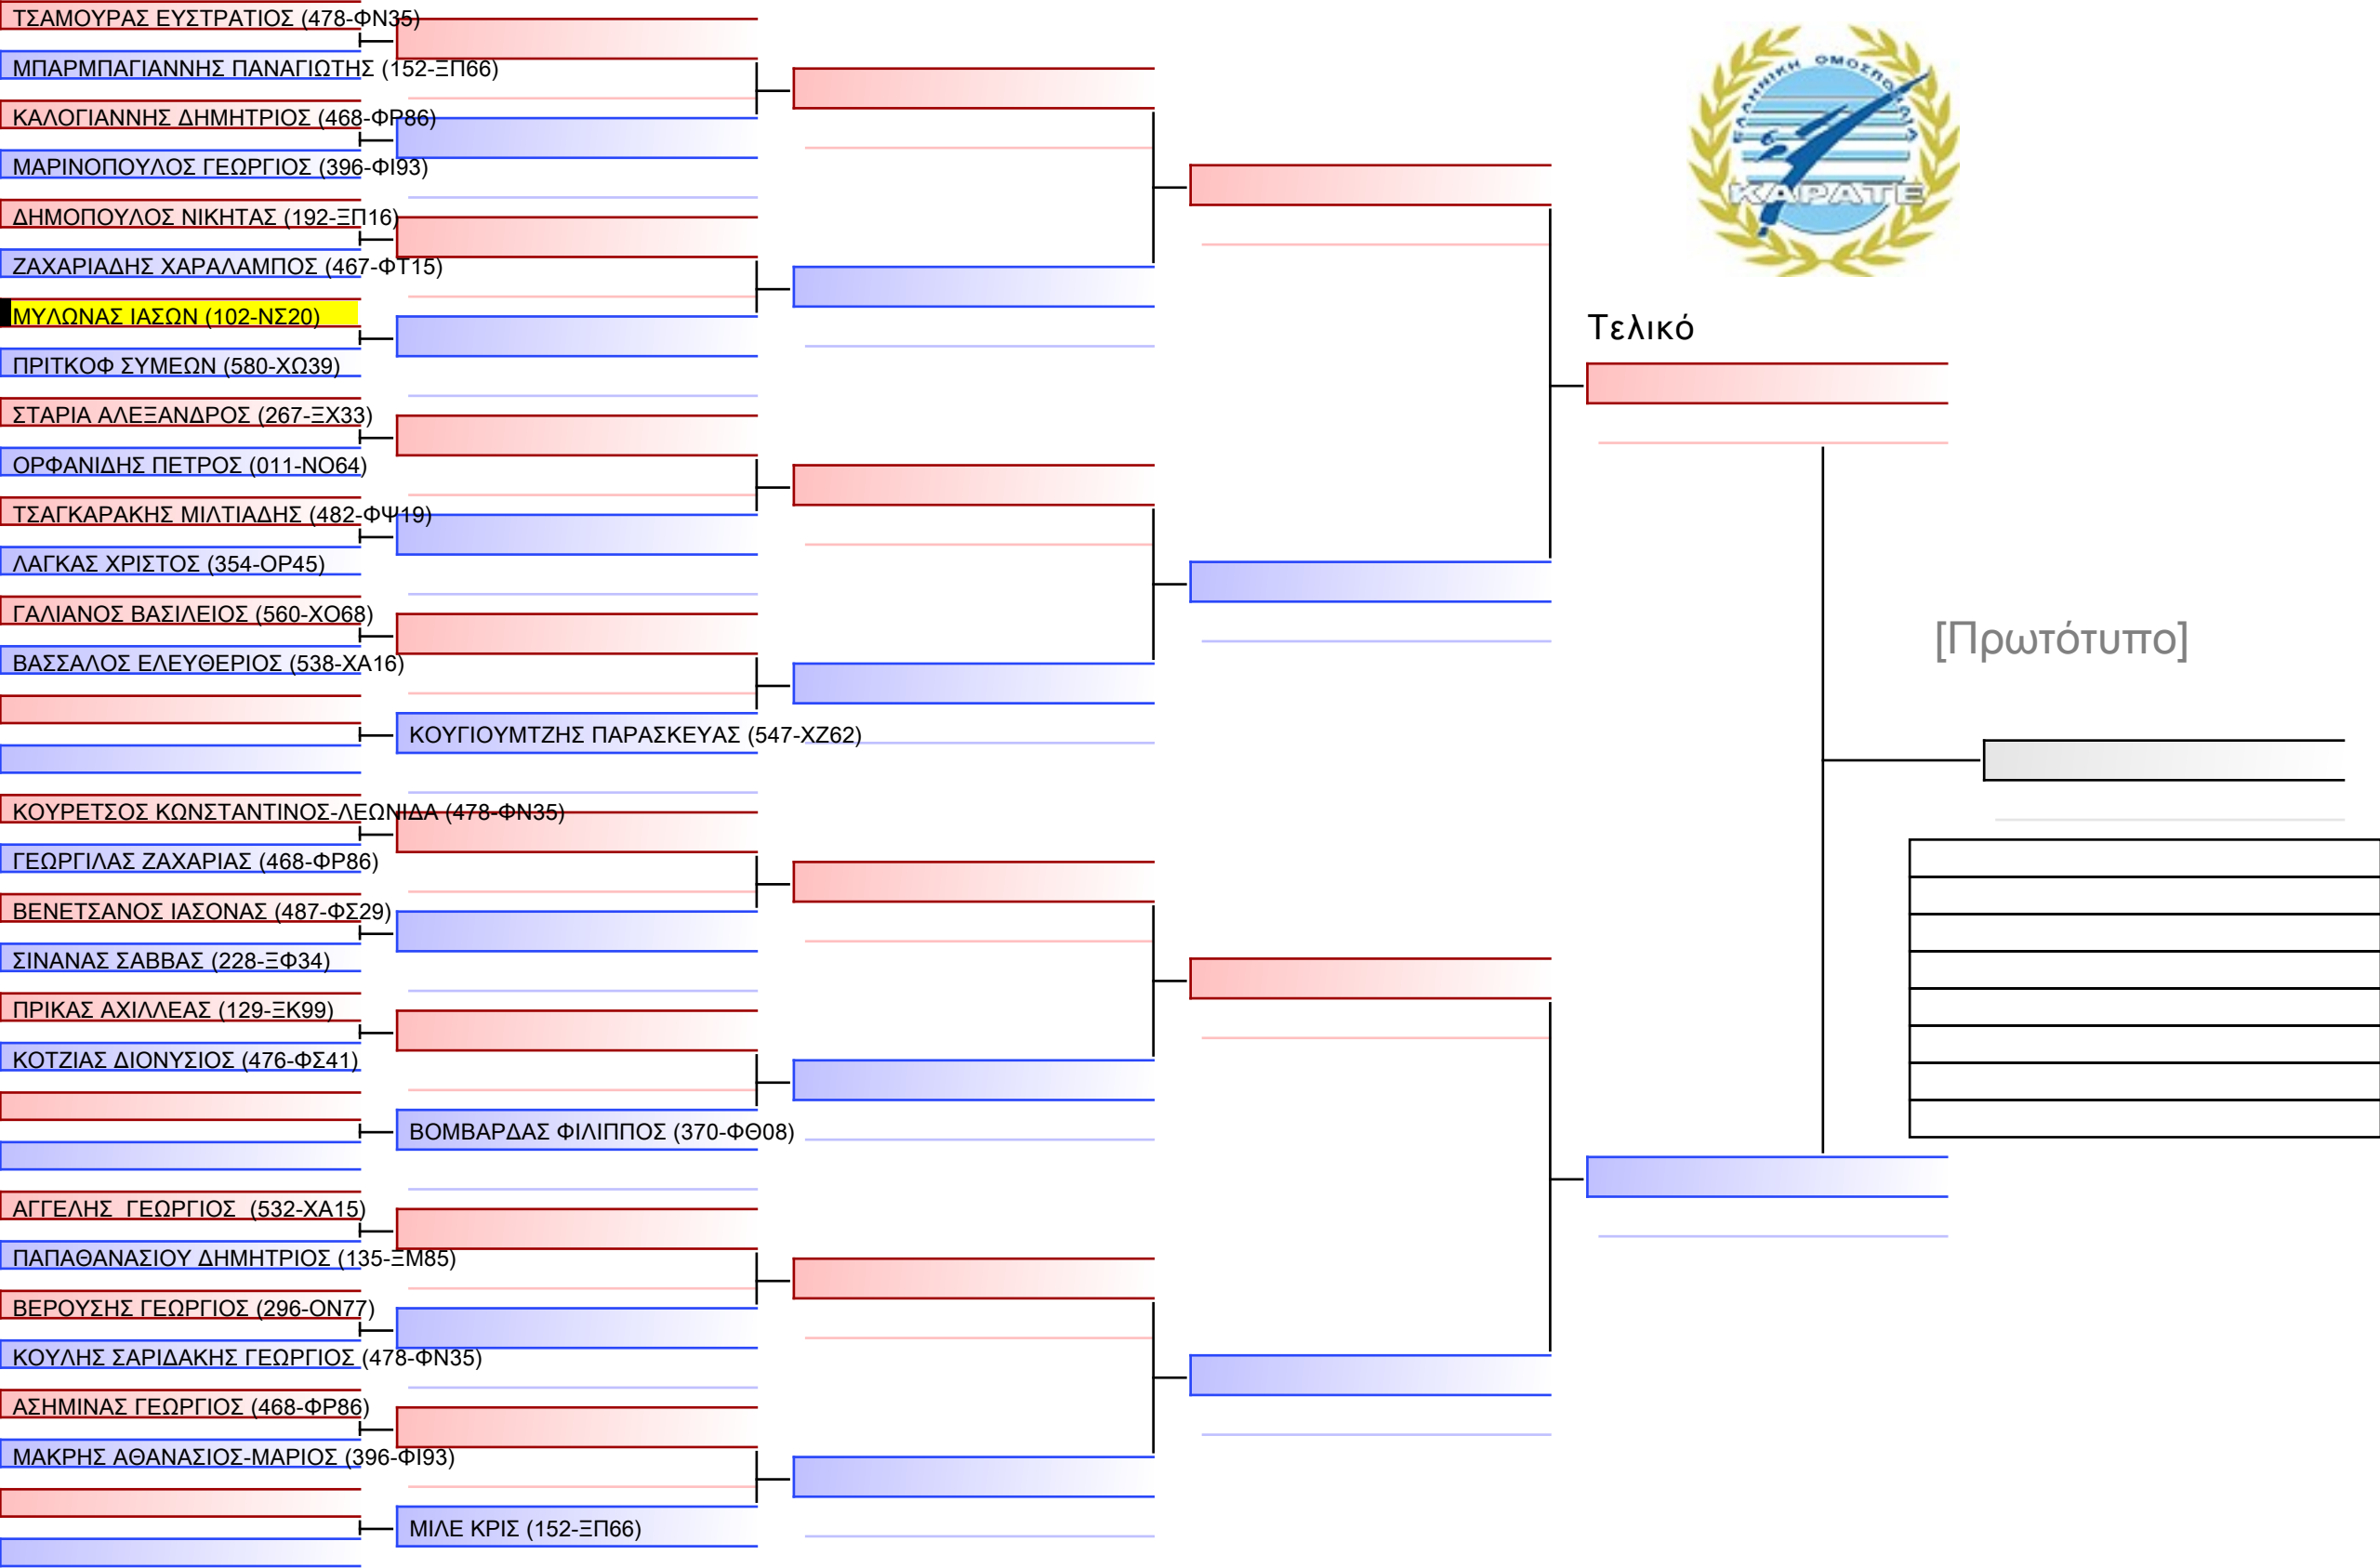 ΤΣΑΜΟΥΡΑΣ ΕΥΣΤΡΑΤΙΟΣ (478-ΦΝ35)
ΜΠΑΡΜΠΑΓΙΑΝΝΗΣ ΠΑΝΑΓΙΩΤΗΣ (152-ΞΠ66)
ΚΑΛΟΓΙΑΝΝΗΣ ΔΗΜΗΤΡΙΟΣ (468-ΦΡ86)
ΜΑΡΙΝΟΠΟΥΛΟΣ ΓΕΩΡΓΙΟΣ (396-ΦΙ93)
ΔΗΜΟΠΟΥΛΟΣ ΝΙΚΗΤΑΣ (192-ΞΠ16)
ΖΑΧΑΡΙΑΔΗΣ ΧΑΡΑΛΑΜΠΟΣ (467-ΦΤ15)
ΜΥΛΩΝΑΣ ΙΑΣΩΝ (102-ΝΣ20)
ΠΡΙΤΚΟΦ ΣΥΜΕΩΝ (580-ΧΩ39)
ΣΤΑΡΙΑ ΑΛΕΞΑΝΔΡΟΣ (267-ΞΧ33)
ΟΡΦΑΝΙΔΗΣ ΠΕΤΡΟΣ (011-ΝΟ64)
ΤΣΑΓΚΑΡΑΚΗΣ ΜΙΛΤΙΑΔΗΣ (482-ΦΨ19)
ΛΑΓΚΑΣ ΧΡΙΣΤΟΣ (354-ΟΡ45)
ΓΑΛΙΑΝΟΣ ΒΑΣΙΛΕΙΟΣ (560-ΧΟ68)
ΒΑΣΣΑΛΟΣ ΕΛΕΥΘΕΡΙΟΣ (538-ΧΑ16)
ΚΟΥΓΙΟΥΜΤΖΗΣ ΠΑΡΑΣΚΕΥΑΣ (547-ΧΖ62)
ΚΟΥΡΕΤΣΟΣ ΚΩΝΣΤΑΝΤΙΝΟΣ-ΛΕΩΝΙΔΑ (478-ΦΝ35)
ΓΕΩΡΓΙΛΑΣ ΖΑΧΑΡΙΑΣ (468-ΦΡ86)
ΒΕΝΕΤΣΑΝΟΣ ΙΑΣΟΝΑΣ (487-ΦΣ29)
ΣΙΝΑΝΑΣ ΣΑΒΒΑΣ (228-ΞΦ34)
ΠΡΙΚΑΣ ΑΧΙΛΛΕΑΣ (129-ΞΚ99)
ΚΟΤΖΙΑΣ ΔΙΟΝΥΣΙΟΣ (476-ΦΣ41)
ΒΟΜΒΑΡΔΑΣ ΦΙΛΙΠΠΟΣ (370-ΦΘ08)
ΑΓΓΕΛΗΣ  ΓΕΩΡΓΙΟΣ  (532-ΧΑ15)
ΠΑΠΑΘΑΝΑΣΙΟΥ ΔΗΜΗΤΡΙΟΣ (135-ΞΜ85)
ΒΕΡΟΥΣΗΣ ΓΕΩΡΓΙΟΣ (296-ΟΝ77)
ΚΟΥΛΗΣ ΣΑΡΙΔΑΚΗΣ ΓΕΩΡΓΙΟΣ (478-ΦΝ35)
ΑΣΗΜΙΝΑΣ ΓΕΩΡΓΙΟΣ (468-ΦΡ86)
ΜΑΚΡΗΣ ΑΘΑΝΑΣΙΟΣ-ΜΑΡΙΟΣ (396-ΦΙ93)
ΜΙΛΕ ΚΡΙΣ (152-ΞΠ66)
ΕΛΛΗΝΙΚΗ ΟΜΟΣΠΟΝΔΙΑ
ΚΑΡΑΤΕ
Τελικό
[Πρωτότυπο]